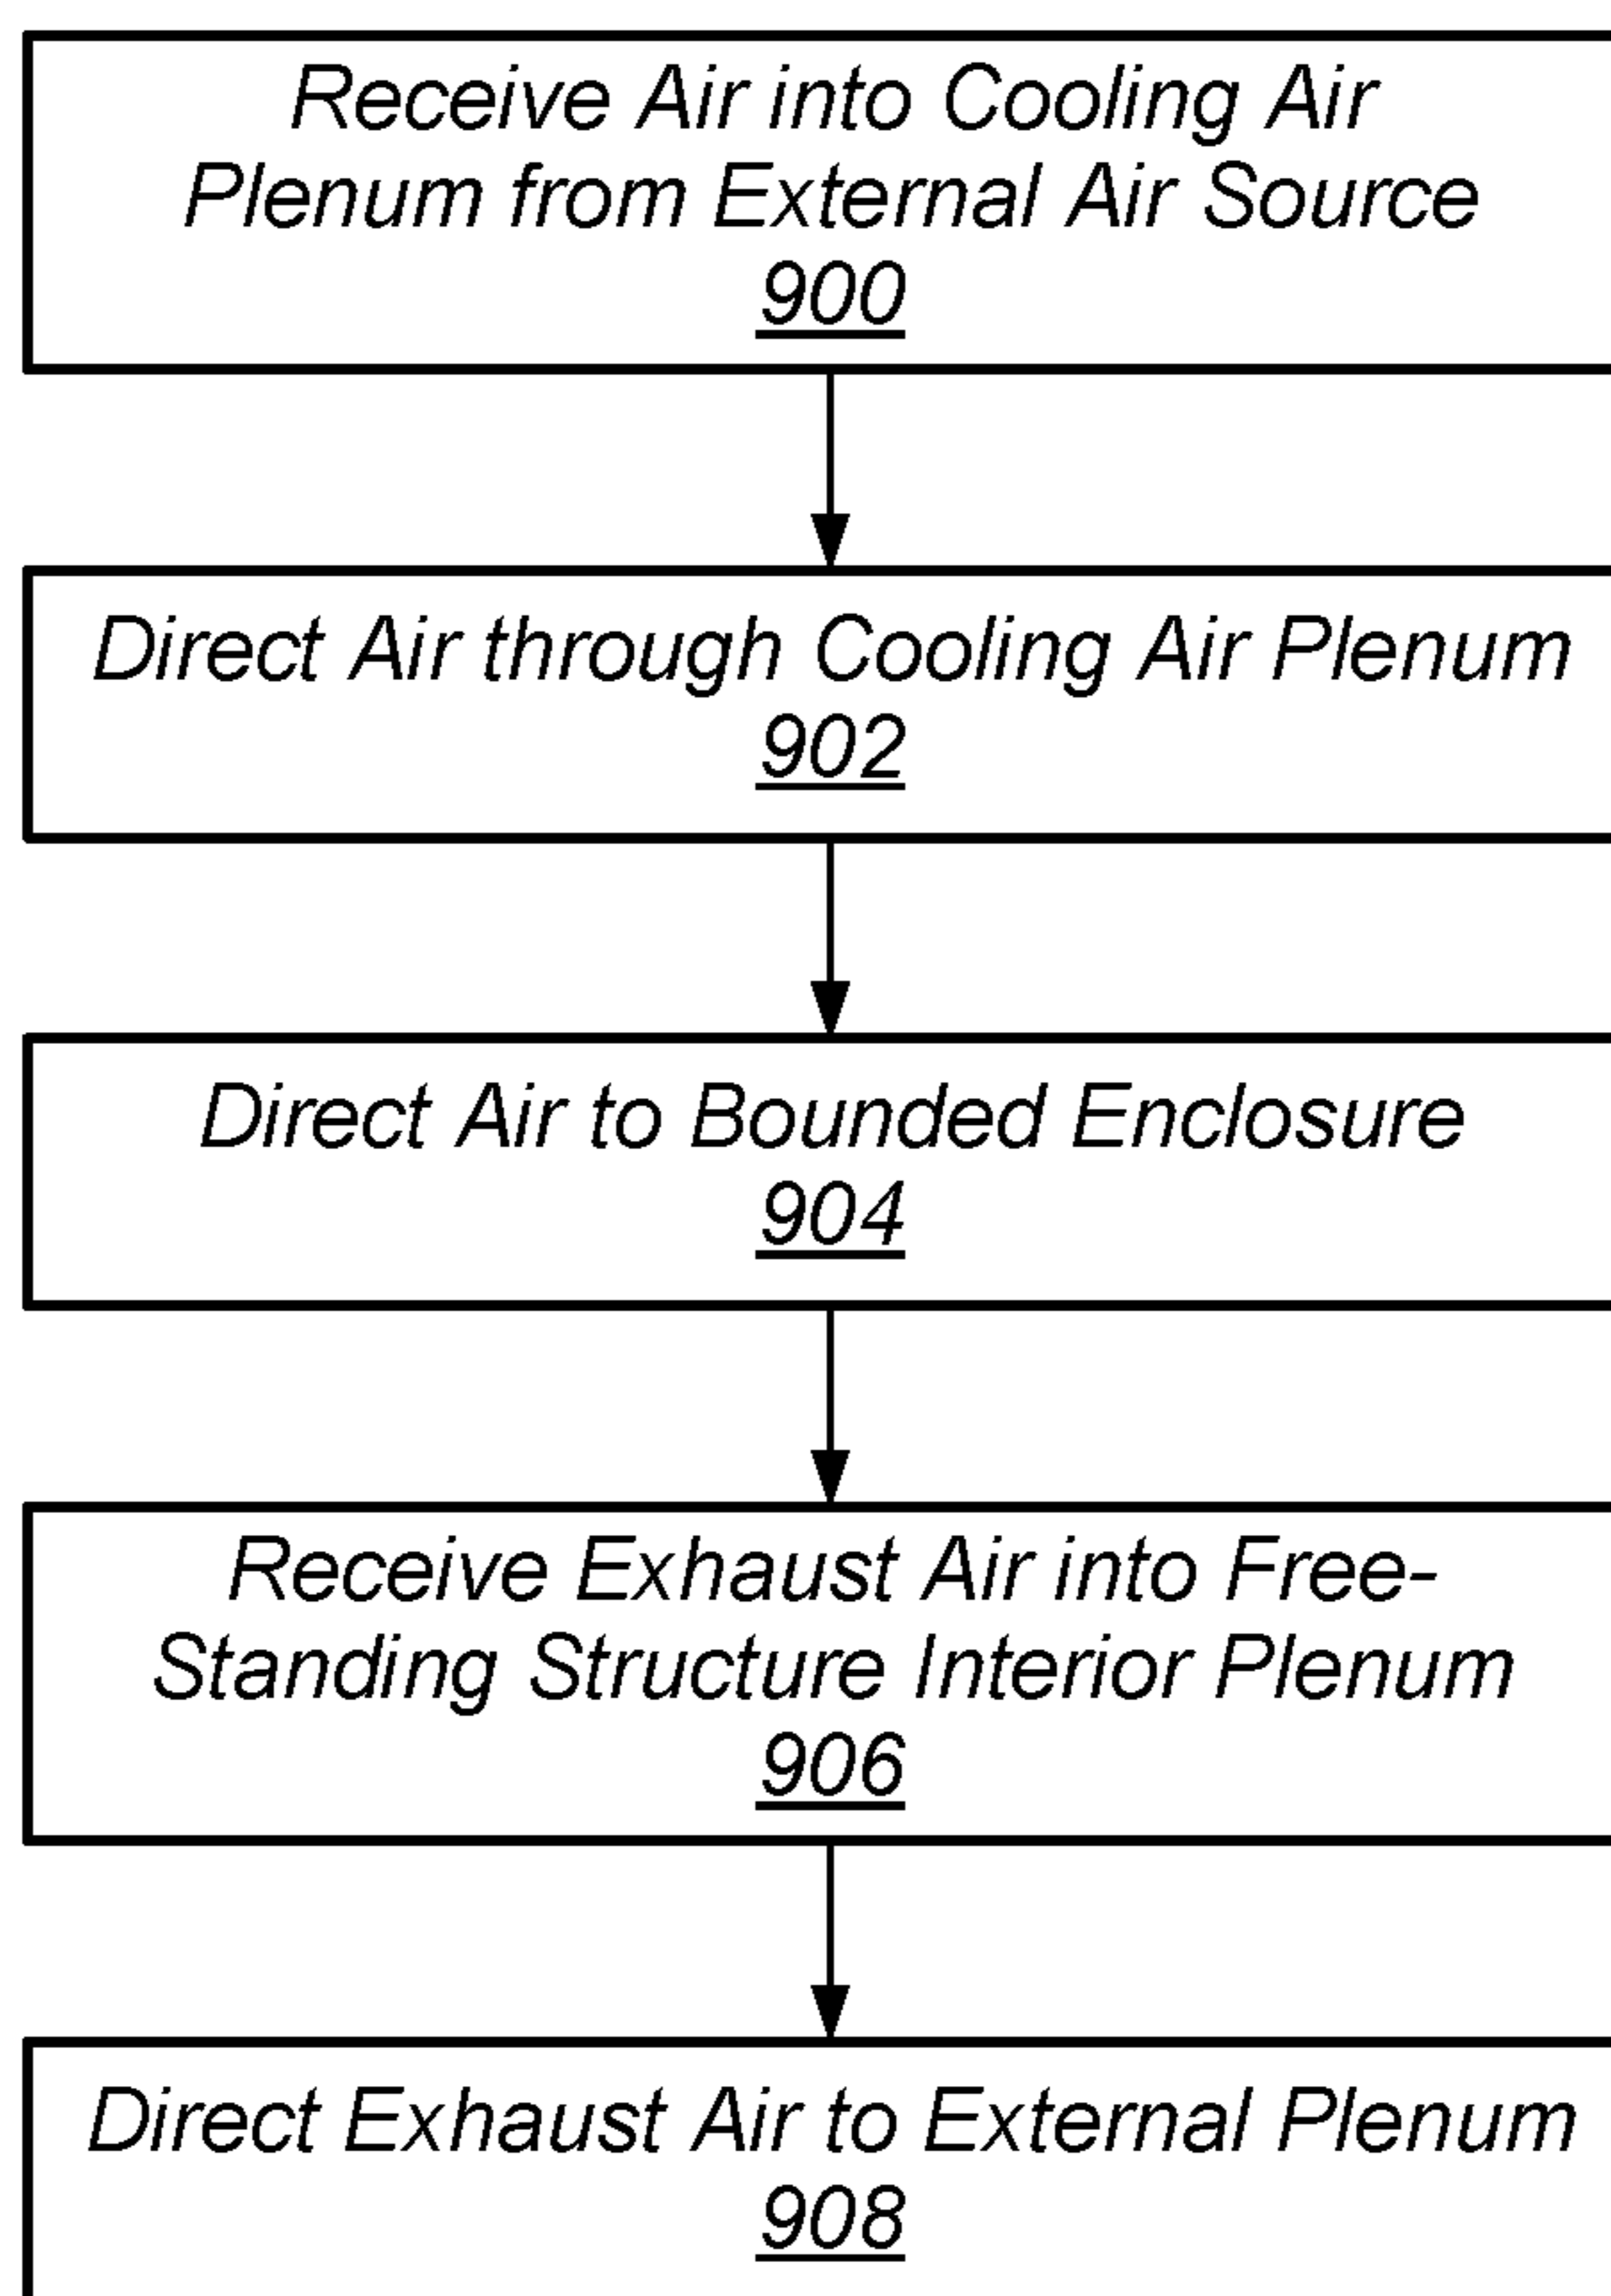 Receive Air into Cooling Air
Plenum from External Air Source
900
Direct Air through Cooling Air Plenum
902
Direct Air to Bounded Enclosure
904
Receive Exhaust Air into Free-
Standing Structure Interior Plenum
906
Direct Exhaust Air to External Plenum
908